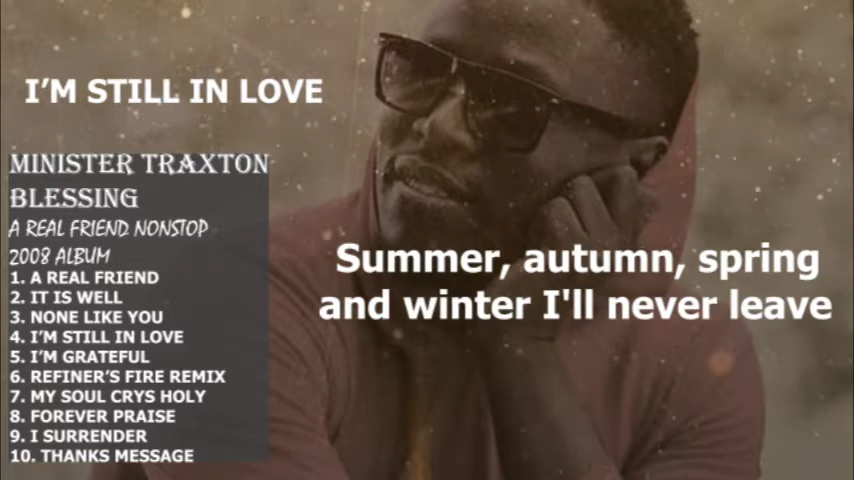 I'M STILL IN LOVE
MINISTER TRAXTON
BLESSING
A REAL FRIEND NONSTOP
2008 ALBUM
1. A REAL FRIEND
2. IT IS WELL
3. NONE LIKE YOU
4. I'M STILL IN LOVE
5. I'M GRATEFUL
6. REFINER'S FIRE REMIX
7. MY SOUL CRYS HOLY
8. FOREVER PRAISE
9. I SURRENDER
10. THANKS MESSAGE
Summer, autumn, spring
and winter I'll never leave